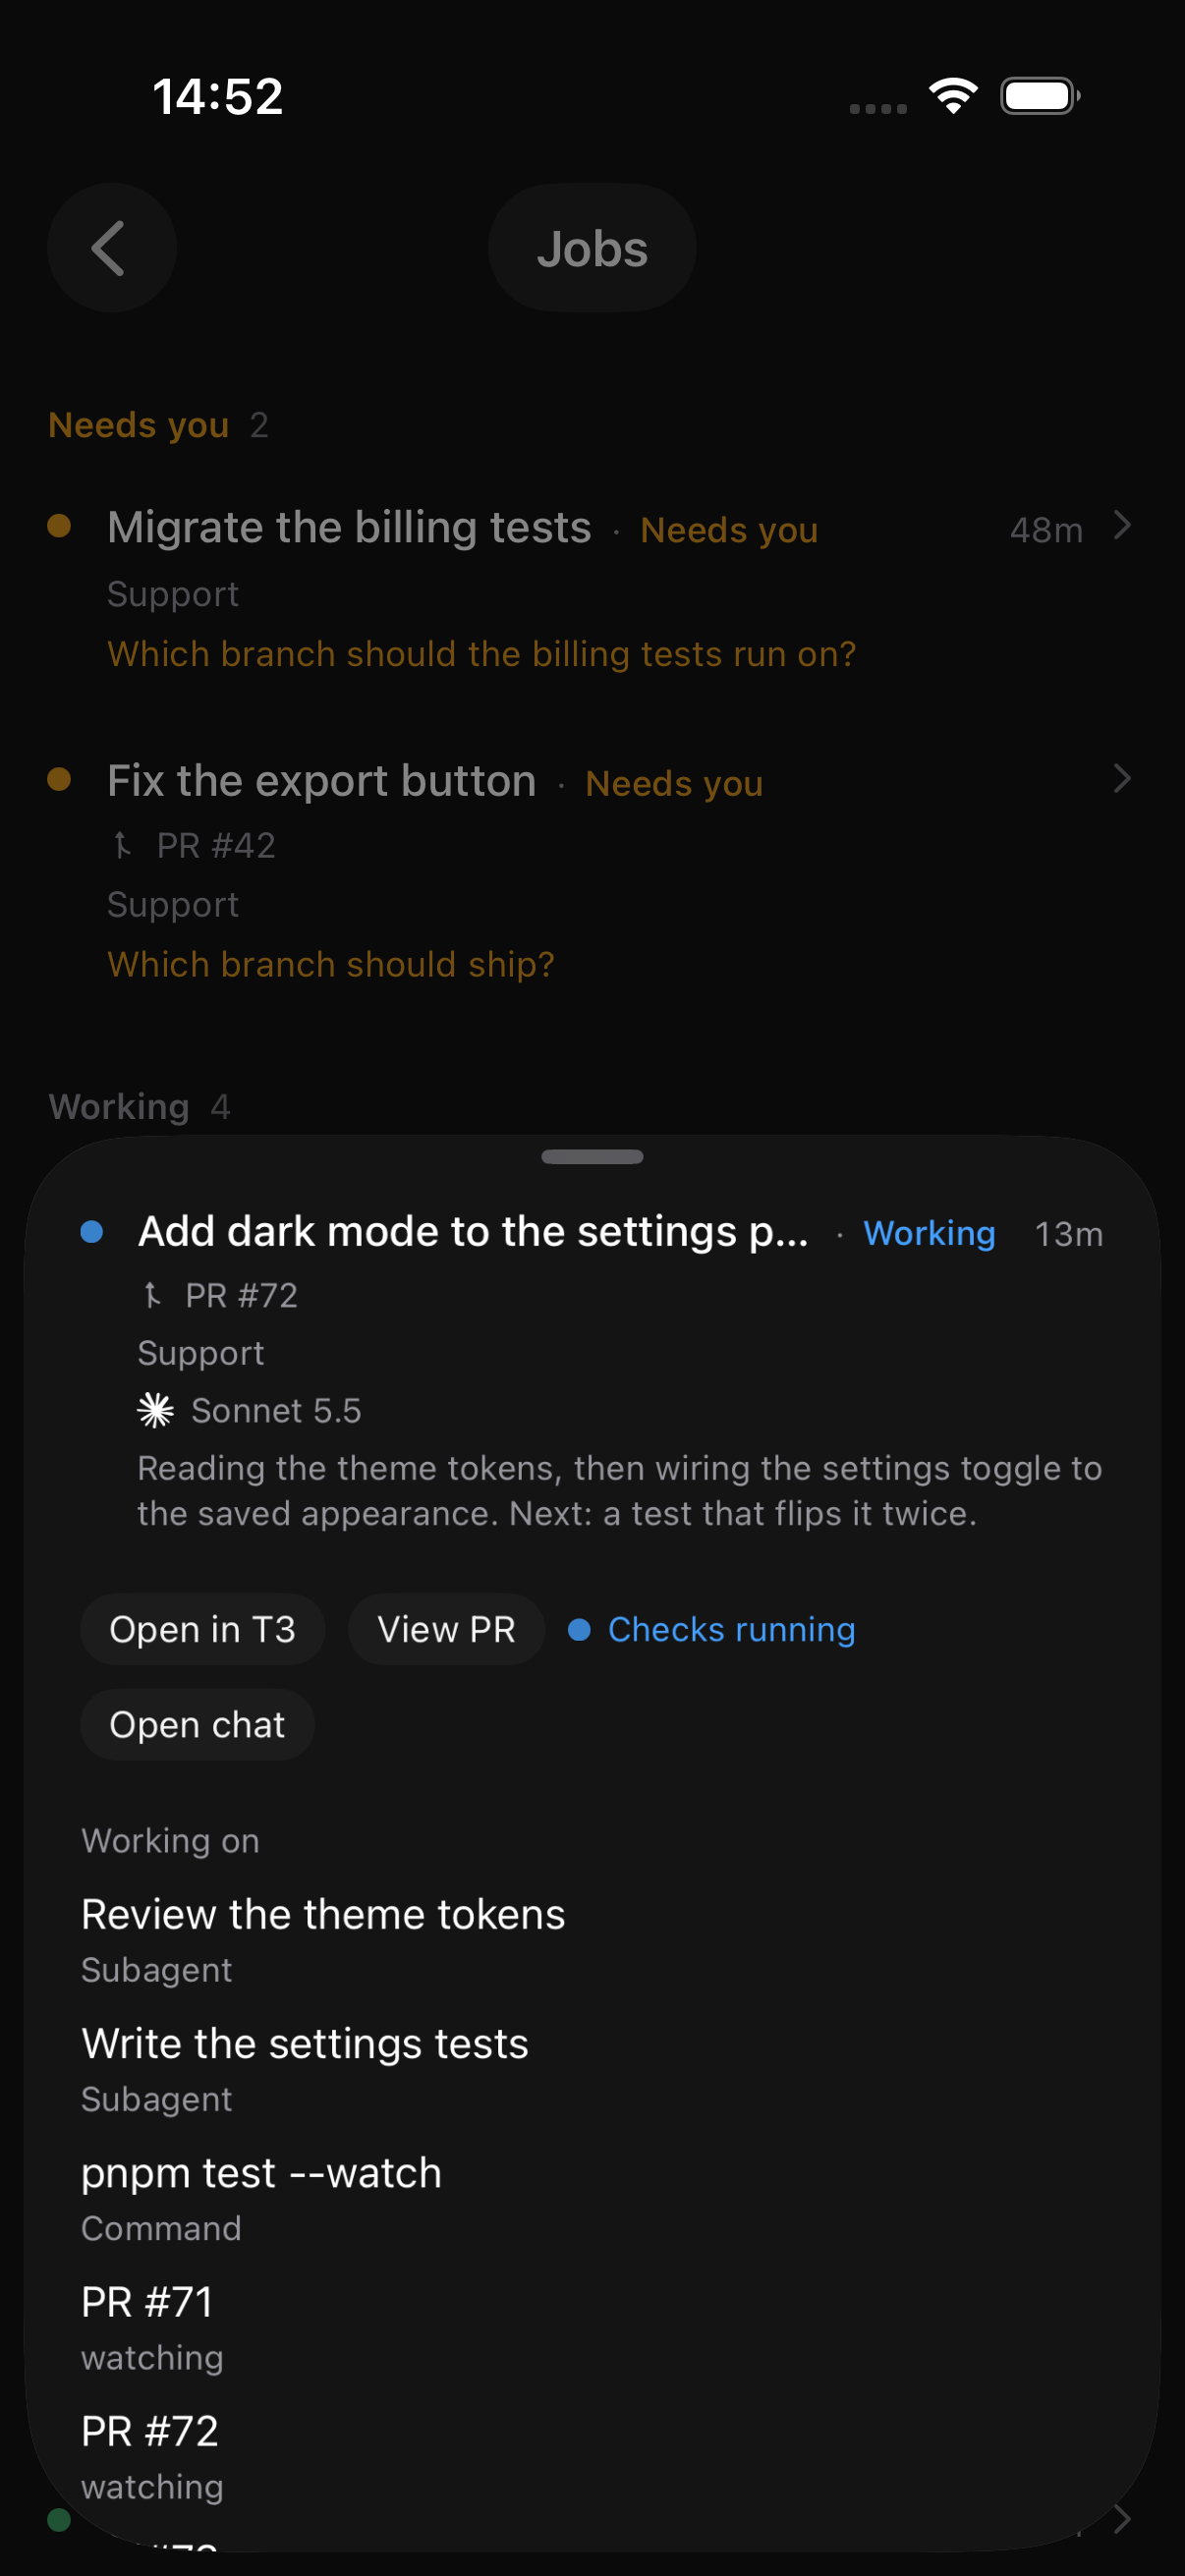 14:52
Jobs
Needs you 2
Migrate the billing tests · Needs you 48m
Support
Which branch should the billing tests run on?
Fix the export button · Needs you
PR #42
Support
Which branch should ship?
Working 4
Add dark mode to the settings p... · Working 13m
PR #72
Support
Sonnet 5.5
Reading the theme tokens, then wiring the settings toggle to
the saved appearance. Next: a test that flips it twice.
Open in T3 View PR Checks running
Open chat
Working on
Review the theme tokens
Subagent
Write the settings tests
Subagent
pnpm test --watch
Command
PR #71
watching
PR #72
watching